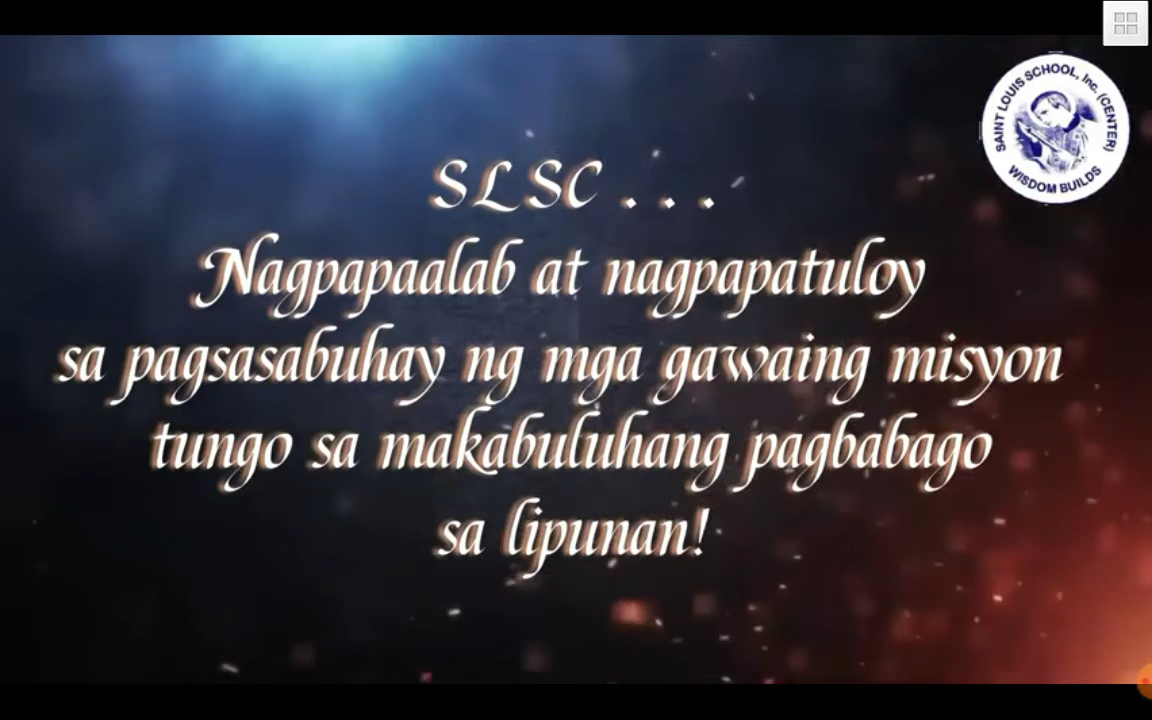 SAINT LOUIS SCHOOL, Inc. (CENTER)
WISDOM BUILDS
SLSC . . .
Nagpapaalab at nagpapatuloy
sa pagsasabuhay ng mga gawaing misyon
tungo sa makabuluhang pagbabago
sa lipunan!